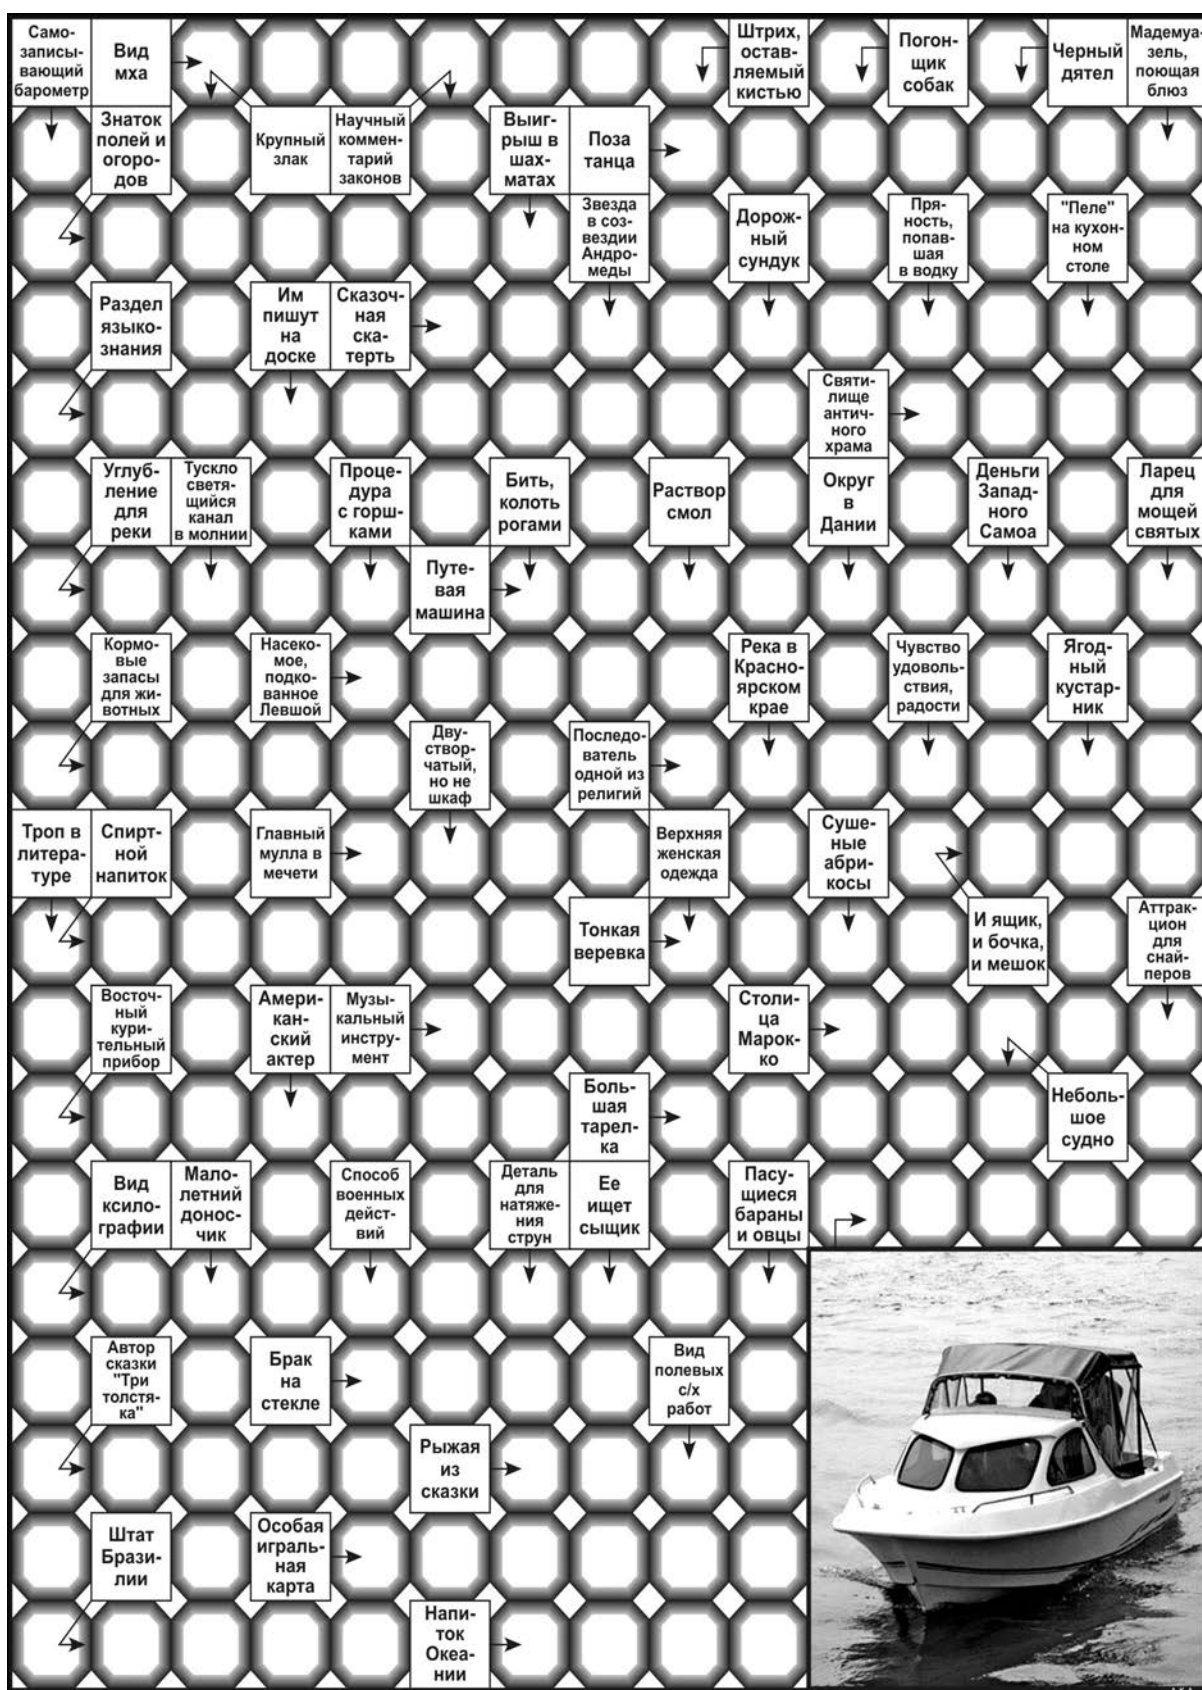 Само-
записы-
вающий
барометр
Вид
мха
Штрих,
остав-
ляемый
кистью
Погон-
щик
собак
Черный
дятел
Мадемуа-
зель,
поющая
блюз
Знаток
полей и
огоро-
дов
Крупный
злак
Научный
коммен-
тарий
законов
Выиг-
рыш в
шах-
матах
Поза
танца
Звезда
в соз-
вездии
Андро-
меды
Дорож-
ный
сундук
Пря-
ность,
попав-
шая
в водку
"Пеле"
на кухон-
ном
столе
Раздел
языко-
знания
Им
пишут
на
доске
Сказоч-
ная
ска-
терть
Святи-
лище
антич-
ного
храма
Углуб-
ление
для
реки
Тускло
светя-
щийся
канал
в молнии
Проце-
дура
с горш-
ками
Бить,
колоть
рогами
Раствор
смол
Округ
в
Дании
Деньги
Запад-
ного
Самоа
Ларец
для
мощей
святых
Путе-
вая
машина
Кормо-
вые
запасы
для жи-
вотных
Насеко-
мое,
подко-
ванное
Левшой
Река в
Красно-
ярском
крае
Чувство
удоволь-
ствия,
радости
Ягод-
ный
кустар-
ник
Дву-
створ-
чатый,
но не
шкаф
Последо-
ватель
одной из
религий
Троп в
литера-
туре
Спирт-
ной
напиток
Главный
мулла в
мечети
Верхняя
женская
одежда
Суше-
ные
абри-
косы
Тонкая
веревка
И ящик,
и бочка,
и мешок
Аттрак-
цион
для
снай-
перов
Восточ-
ный
кури-
тельный
прибор
Амери-
кан-
ский
актер
Музы-
кальный
инстру-
мент
Столи-
ца
Марок-
ко
Боль-
шая
тарел-
ка
Неболь-
шое
судно
Вид
ксило-
графии
Мало-
летний
донос-
чик
Способ
военных
дейст-
вий
Деталь
для
натяже-
ния
струн
Ее
ищет
сыщик
Пасу-
щиеся
бараны
и овцы
Автор
сказки
"Три
толстя-
ка"
Брак
на
стекле
Вид
полевых
с/х
работ
Рыжая
из
сказки
Штат
Брази-
лии
Особая
играль-
ная
карта
Напи-
ток
Океа-
нии